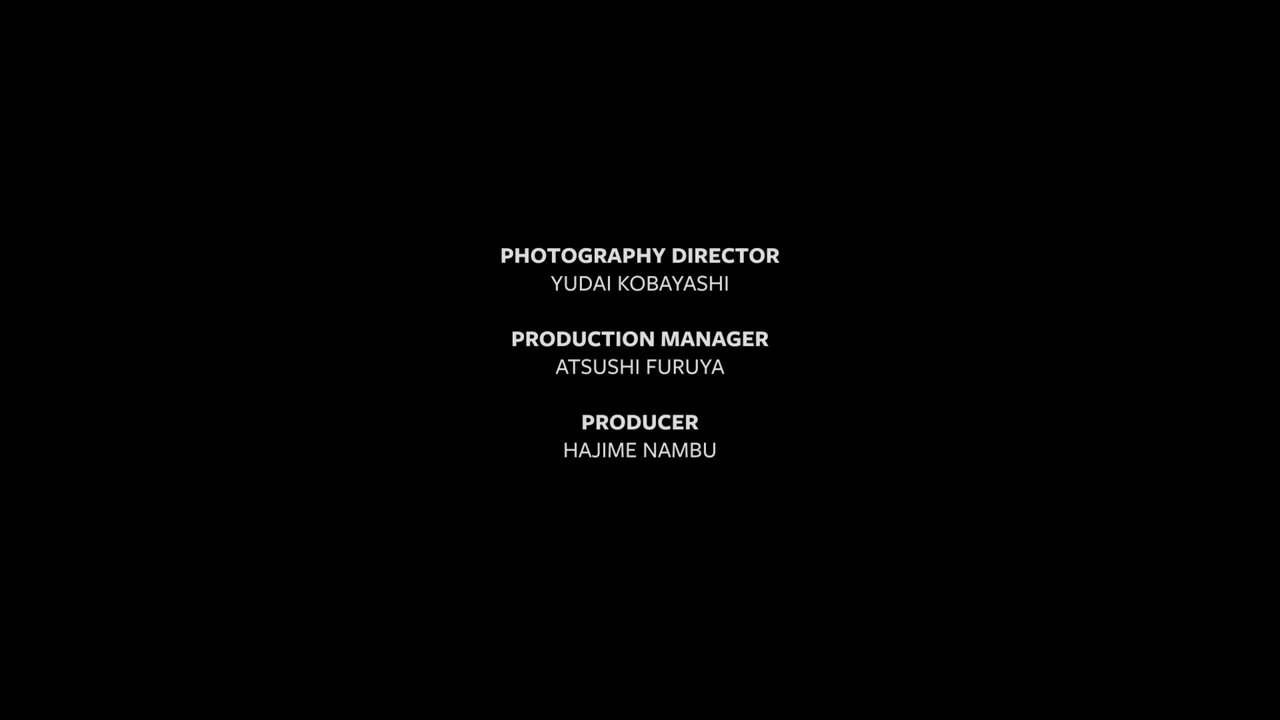 PHOTOGRAPHY DIRECTOR
YUDAI KOBAYASHI
PRODUCTION MANAGER
ATSUSHI FURUYA
PRODUCER
HAJIME NAMBU